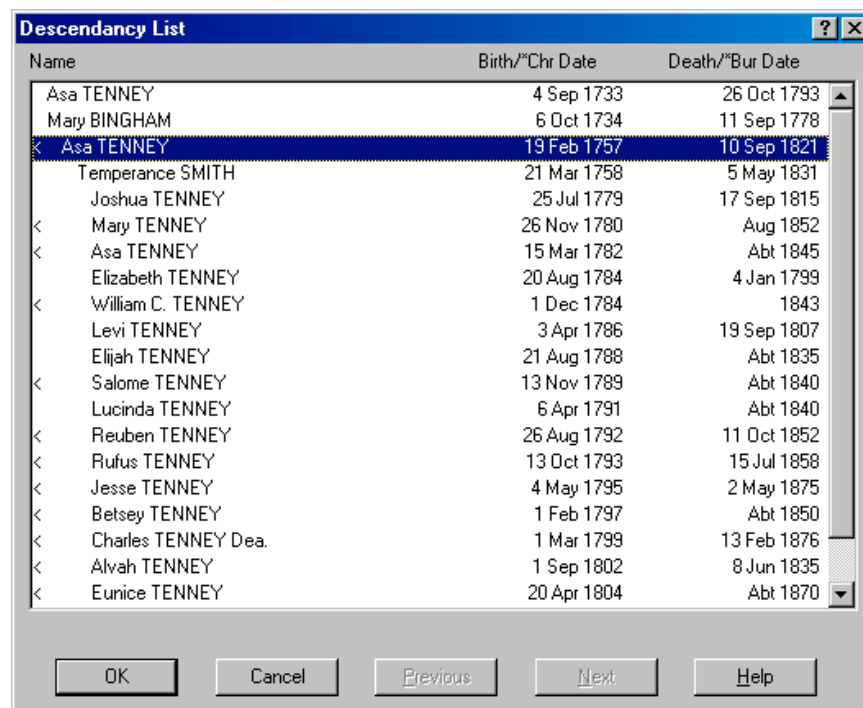 Descendancy List
Name Birth/*Chr Date Death/*Bur Date
Asa TENNEY 4 Sep 1733 26 Oct 1793
Mary BINGHAM 6 Oct 1734 11 Sep 1778
< Asa TENNEY 19 Feb 1757 10 Sep 1821
Temperance SMITH 21 Mar 1758 5 May 1831
Joshua TENNEY 25 Jul 1779 17 Sep 1815
< Mary TENNEY 26 Nov 1780 Aug 1852
< Asa TENNEY 15 Mar 1782 Abt 1845
Elizabeth TENNEY 20 Aug 1784 4 Jan 1799
< William C. TENNEY 1 Dec 1784 1843
Levi TENNEY 3 Apr 1786 19 Sep 1807
Elijah TENNEY 21 Aug 1788 Abt 1835
< Salome TENNEY 13 Nov 1789 Abt 1840
Lucinda TENNEY 6 Apr 1791 Abt 1840
< Reuben TENNEY 26 Aug 1792 11 Oct 1852
< Rufus TENNEY 13 Oct 1793 15 Jul 1858
< Jesse TENNEY 4 May 1795 2 May 1875
< Betsey TENNEY 1 Feb 1797 Abt 1850
< Charles TENNEY Dea. 1 Mar 1799 13 Feb 1876
< Alvah TENNEY 1 Sep 1802 8 Jun 1835
< Eunice TENNEY 20 Apr 1804 Abt 1870
OK Cancel Previous Next Help